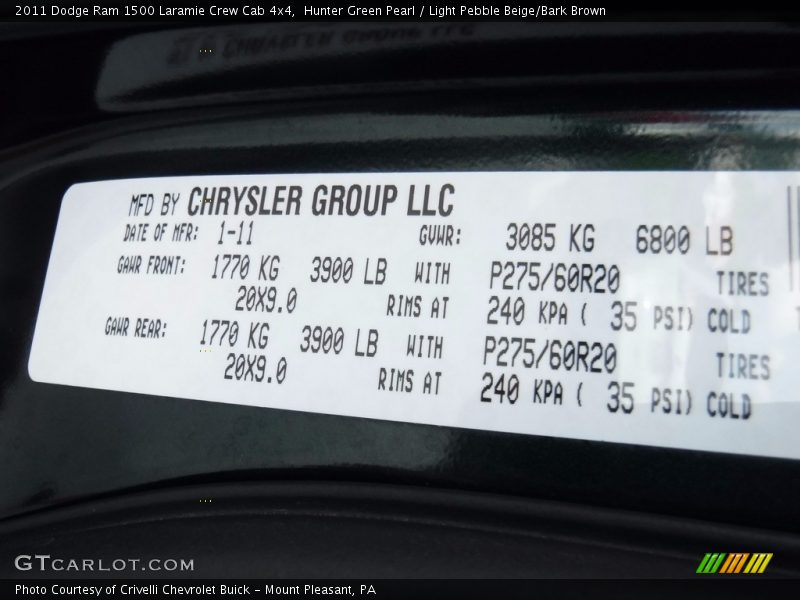 2011 Dodge Ram 1500 Laramie Crew Cab 4x4,  Hunter Green Pearl / Light Pebble Beige/Bark Brown
MFD BY CHRYSLER GROUP LLC
DATE OF MFR: 1-11 GVWR: 3085 KG 6800 LB
GAWR FRONT: 1770 KG 3900 LB WITH P275/60R20 TIRES
20X9.0 RIMS AT 240 KPA ( 35 PSI) COLD
GAWR REAR: 1770 KG 3900 LB WITH P275/60R20 TIRES
20X9.0 RIMS AT 240 KPA ( 35 PSI) COLD
GTCARLOT.COM
Photo Courtesy of Crivelli Chevrolet Buick - Mount Pleasant, PA